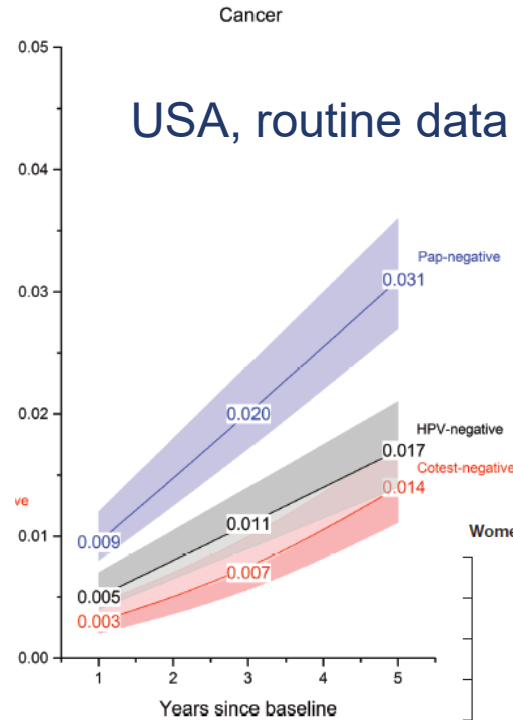 Cancer
0.05
USA, routine data
0.04
Pap-negative
0.03
0.031
0.02
0.020
HPV-negative
0.017
Cotest-negative
0.014
ve
0.011
0.01
0.009
Wome
0.007
0.005
0.003
0.00
1 2 3 4 5
Years since baseline